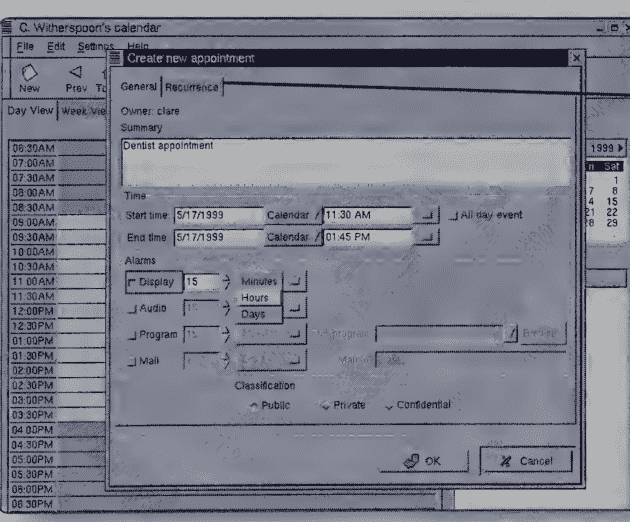 C. Witherspoon's calendar
File Edit Settings Help
New Prev
Day View Week Vie
Create new appointment
General Recurrence
Owner: clare
Summary
Dentist appointment
Time
Start time 5/17/1999 Calendar 11:30 AM All day event
End time 5/17/1999 Calendar 01:45 PM
Alarms
Display 15 Minutes
Hours
Days
Audio 15
Program 15
Mail
Classification
Public Private Confidential
OK Cancel
06:30AM
07:00AM
07:30AM
08:00AM
08:30AM
09:00AM
09:30AM
10:00AM
10:30AM
11:00AM
11:30AM
12:00PM
12:30PM
01:00PM
01:30PM
02:00PM
02:30PM
03:00PM
03:30PM
04:00PM
04:30PM
05:00PM
05:30PM
06:00PM
06:30PM
1999
n Sat
1
7 8
4 15
21 22
28 29